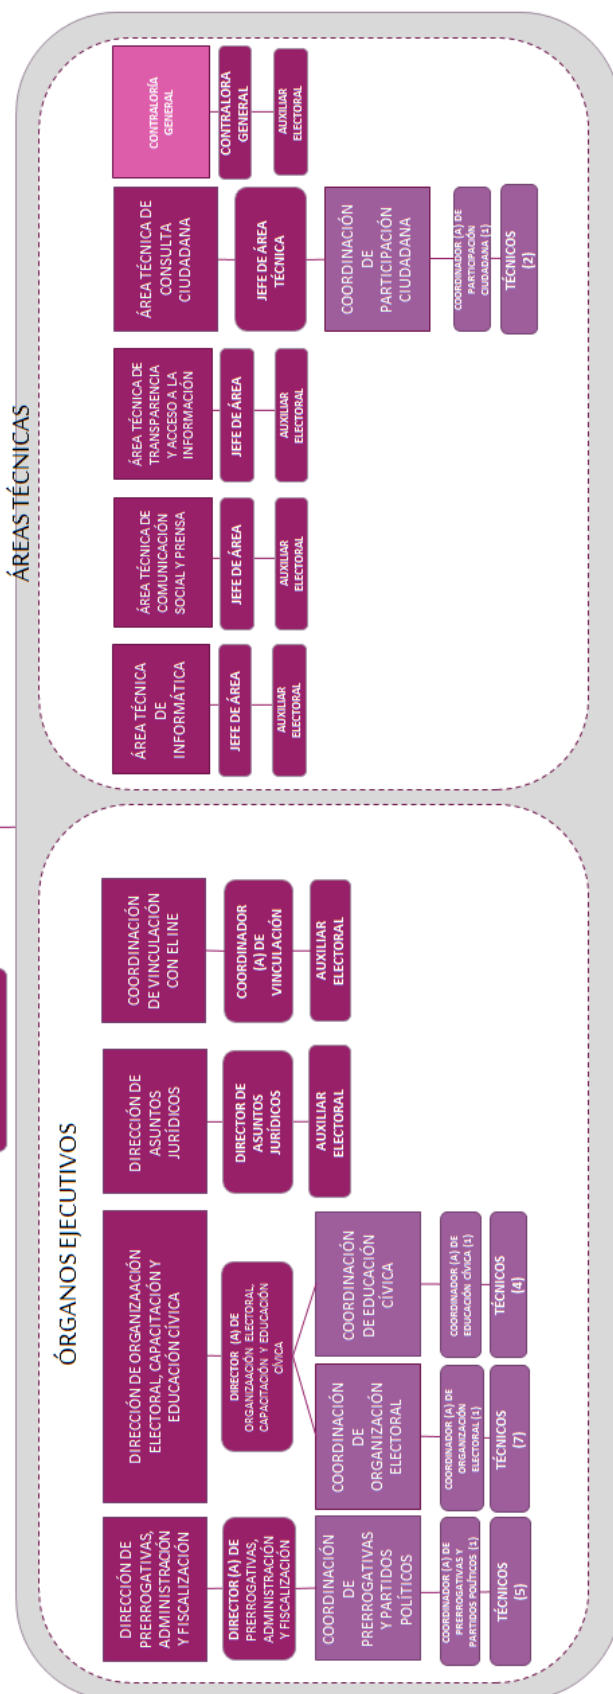 ÓRGANOS EJECUTIVOS
DIRECCIÓN DE
PRERROGATIVAS,
ADMINISTRACIÓN
Y FISCALIZACIÓN
DIRECTOR (A) DE
PRERROGATIVAS,
ADMINISTRACIÓN
Y FISCALIZACIÓN
COORDINACIÓN
DE
PRERROGATIVAS
Y PARTIDOS
POLÍTICOS
COORDINADOR (A) DE
PRERROGATIVAS Y
PARTIDOS POLÍTICOS (1)
TÉCNICOS
(5)
DIRECCIÓN DE ORGANIZAACIÓN
ELECTORAL, CAPACITACIÓN Y
EDUCACIÓN CÍVICA
DIRECTOR (A) DE
ORGANIZAACIÓN ELECTORAL,
CAPACITACIÓN Y EDUCACIÓN
CÍVICA
COORDINACIÓN
DE
ORGANIZACIÓN
ELECTORAL
COORDINADOR (A) DE
ORGANIZACIÓN
ELECTORAL (1)
TÉCNICOS
(7)
COORDINACIÓN
DE EDUCACIÓN
CÍVICA
COORDINADOR (A) DE
EDUCACIÓN CÍVICA (1)
TÉCNICOS
(4)
DIRECCIÓN DE
ASUNTOS
JURÍDICOS
DIRECTOR DE
ASUNTOS
JURÍDICOS
AUXILIAR
ELECTORAL
COORDINACIÓN
DE VINCULACIÓN
CON EL INE
COORDINADOR
(A) DE
VINCULACIÓN
AUXILIAR
ELECTORAL
ÁREAS TÉCNICAS
ÁREA TÉCNICA
DE
INFORMÁTICA
JEFE DE ÁREA
AUXILIAR
ELECTORAL
ÁREA TÉCNICA DE
COMUNICACIÓN
SOCIAL Y PRENSA
JEFE DE ÁREA
AUXILIAR
ELECTORAL
ÁREA TÉCNICA DE
TRANSPARENCIA
Y ACCESO A LA
INFORMACIÓN
JEFE DE ÁREA
AUXILIAR
ELECTORAL
ÁREA TÉCNICA DE
CONSULTA
CIUDADANA
JEFE DE ÁREA
TÉCNICA
COORDINACIÓN
DE
PARTICIPACIÓN
CIUDADANA
COORDINADOR (A) DE
PARTICIPACIÓN
CIUDADANA (1)
TÉCNICOS
(2)
CONTRALORÍA
GENERAL
CONTRALORA
GENERAL
AUXILIAR
ELECTORAL